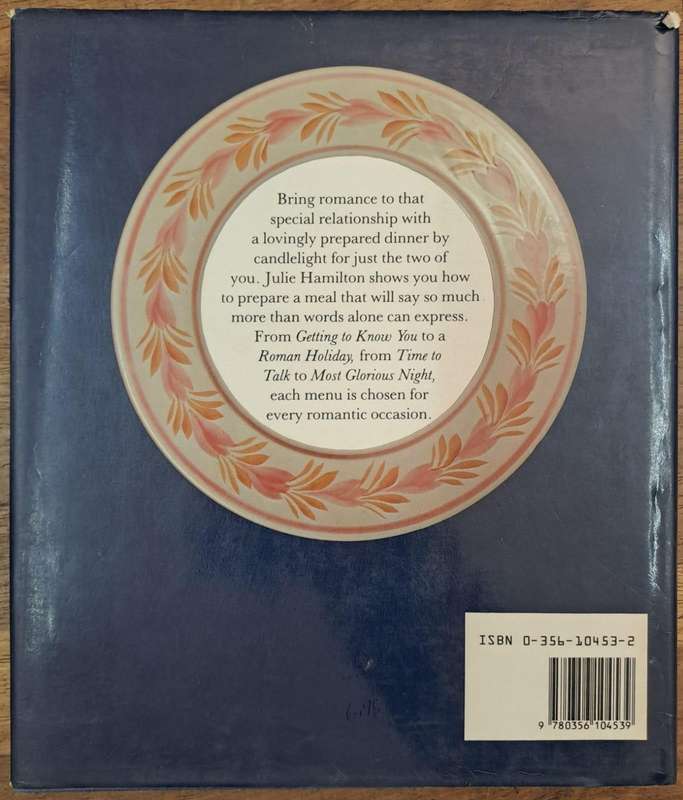 Bring romance to that
special relationship with
a lovingly prepared dinner by
candlelight for just the two of
you. Julie Hamilton shows you how
to prepare a meal that will say so much
more than words alone can express.
From Getting to Know You to a
Roman Holiday, from Time to
Talk to Most Glorious Night,
each menu is chosen for
every romantic occasion.
ISBN 0-356-10453-2
9 780356 104539